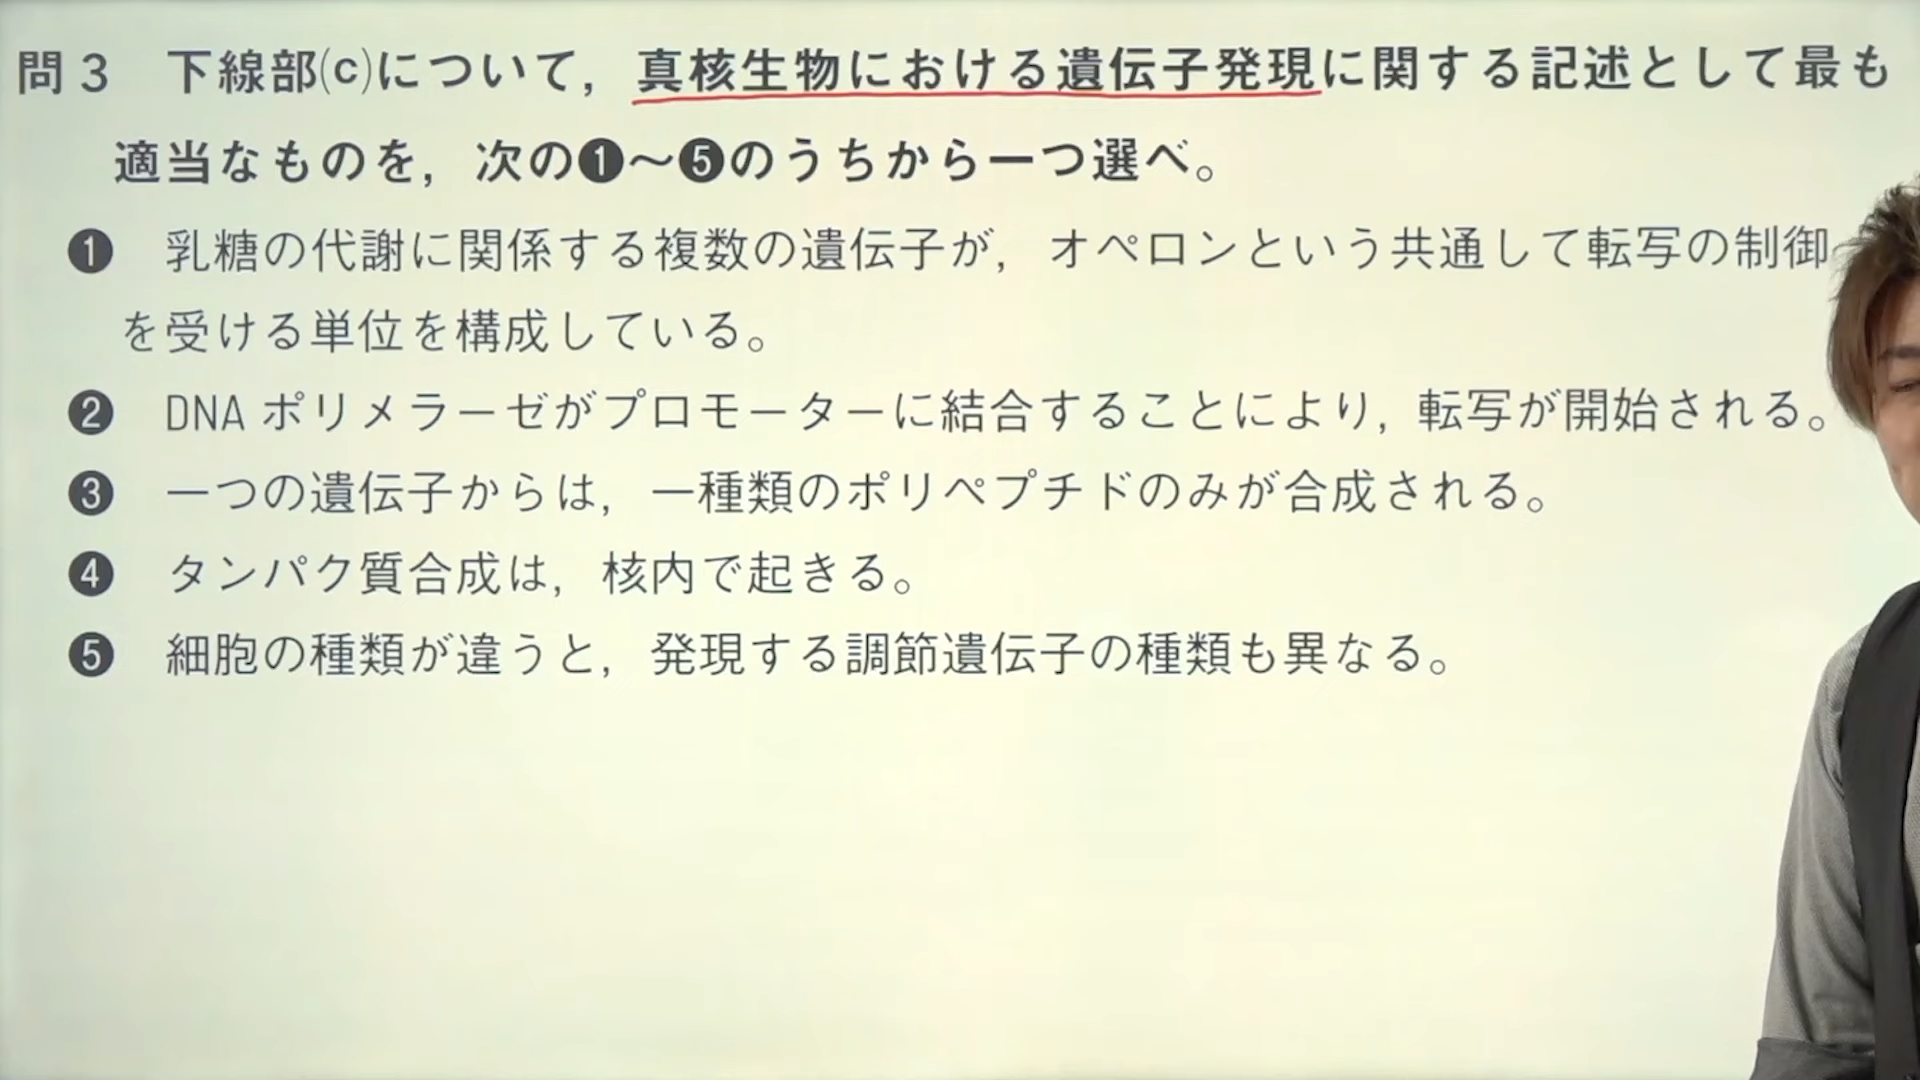 問3　下線部(c)について，真核生物における遺伝子発現に関する記述として最も
適当なものを，次の❶～❺のうちから一つ選べ。
❶　乳糖の代謝に関係する複数の遺伝子が，オペロンという共通して転写の制御
を受ける単位を構成している。
❷　DNA ポリメラーゼがプロモーターに結合することにより，転写が開始される。
❸　一つの遺伝子からは，一種類のポリペプチドのみが合成される。
❹　タンパク質合成は，核内で起きる。
❺　細胞の種類が違うと，発現する調節遺伝子の種類も異なる。